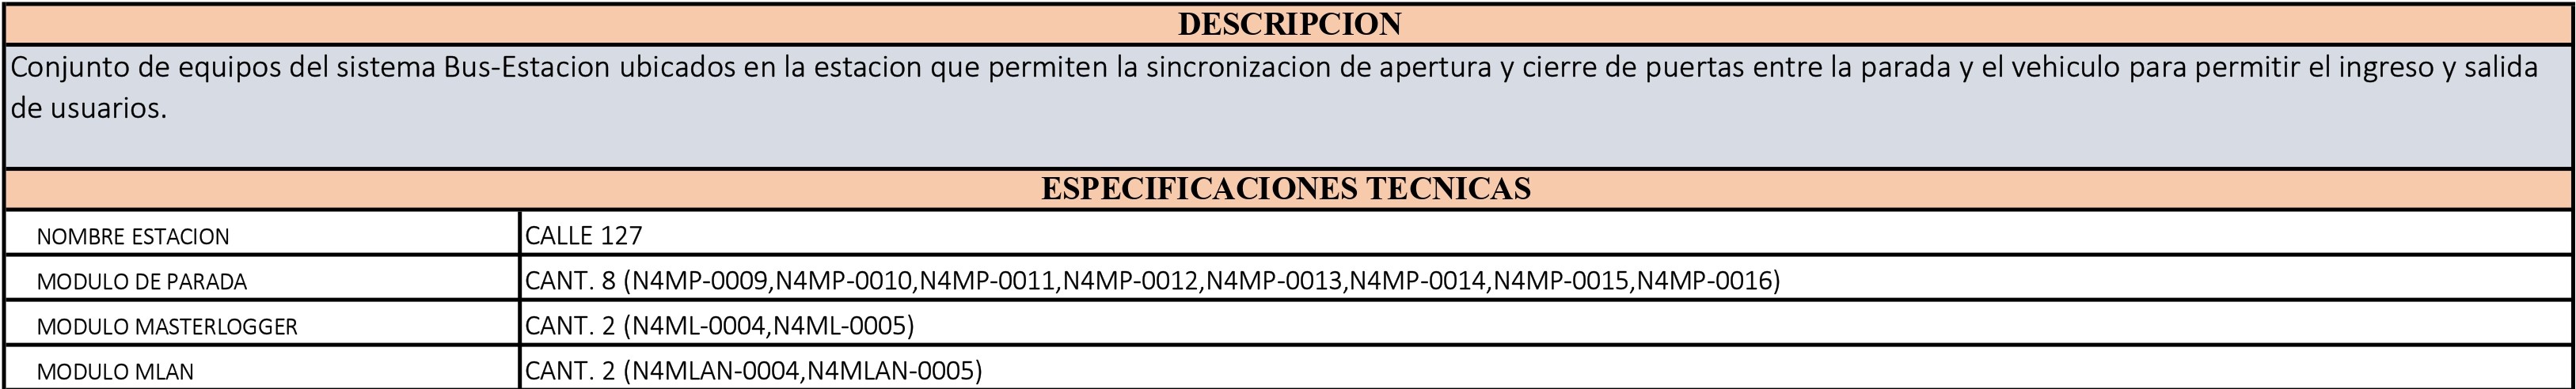 DESCRIPCION
Conjunto de equipos del sistema Bus-Estacion ubicados en la estacion que permiten la sincronizacion de apertura y cierre de puertas entre la parada y el vehiculo para permitir el ingreso y salida
de usuarios.
ESPECIFICACIONES TECNICAS
NOMBRE ESTACION CALLE 127
MODULO DE PARADA CANT. 8 (N4MP-0009,N4MP-0010,N4MP-0011,N4MP-0012,N4MP-0013,N4MP-0014,N4MP-0015,N4MP-0016)
MODULO MASTERLOGGER CANT. 2 (N4ML-0004,N4ML-0005)
MODULO MLAN CANT. 2 (N4MLAN-0004,N4MLAN-0005)